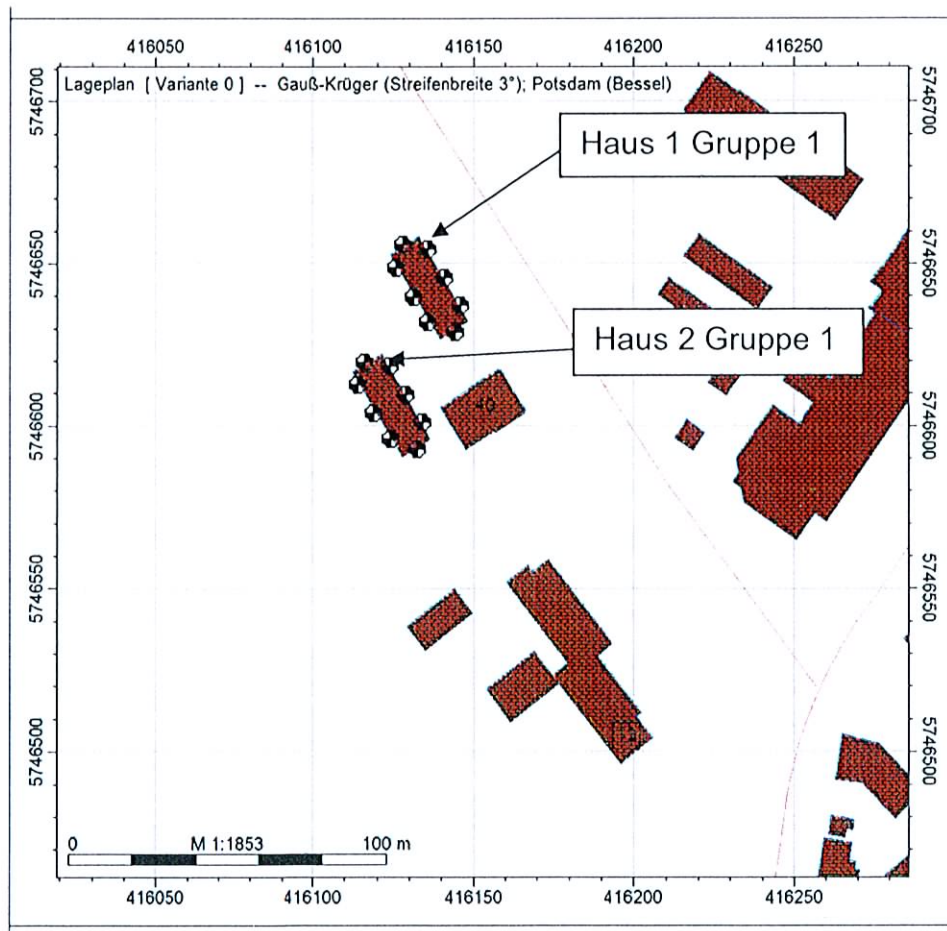 416050 416100 416150 416200 416250
Lageplan [ Variante 0 ] -- Gauß-Krüger (Streifenbreite 3°); Potsdam (Bessel)
5746700 5746700
Haus 1 Gruppe 1
5746650 5746650
Haus 2 Gruppe 1
5746600 5746600
5746550 5746550
5746500 5746500
0 M 1:1853 100 m
416050 416100 416150 416200 416250